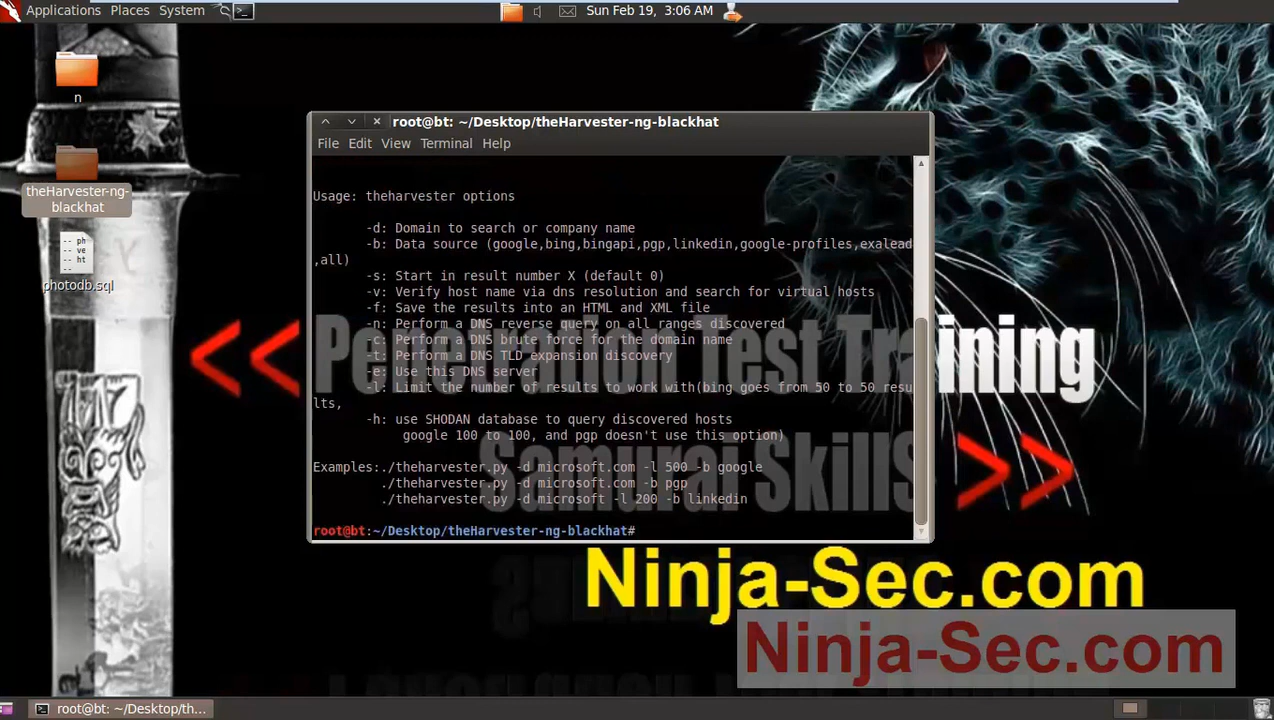 Applications Places System
Sun Feb 19, 3:06 AM
n
theHarvester-ng-
blackhat
-- ph
-- ve
-- ht
--
photodb.sql
root@bt: ~/Desktop/theHarvester-ng-blackhat
File Edit View Terminal Help
Usage: theharvester options
-d: Domain to search or company name
-b: Data source (google,bing,bingapi,pgp,linkedin,google-profiles,exalead
,all)
-s: Start in result number X (default 0)
-v: Verify host name via dns resolution and search for virtual hosts
-f: Save the results into an HTML and XML file
-n: Perform a DNS reverse query on all ranges discovered
-c: Perform a DNS brute force for the domain name
-t: Perform a DNS TLD expansion discovery
-e: Use this DNS server
-l: Limit the number of results to work with(bing goes from 50 to 50 resu
lts,
-h: use SHODAN database to query discovered hosts
google 100 to 100, and pgp doesn't use this option)
Examples:./theharvester.py -d microsoft.com -l 500 -b google
./theharvester.py -d microsoft.com -b pgp
./theharvester.py -d microsoft -l 200 -b linkedin
root@bt:~/Desktop/theHarvester-ng-blackhat#
<< Penetration Test Training
Samurai Skills >>
Ninja-Sec.com
Ninja-Sec.com
root@bt: ~/Desktop/th...